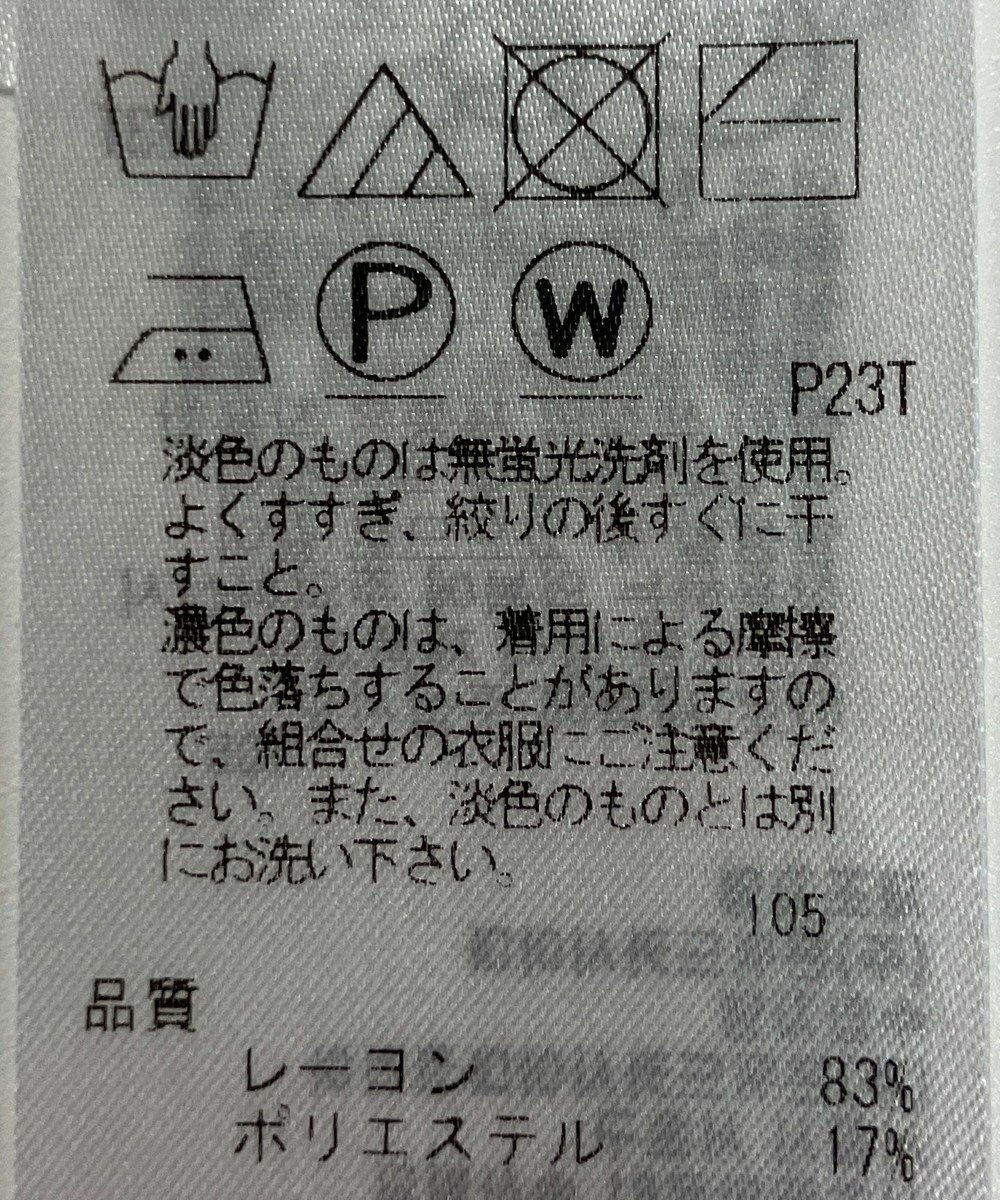 P
W
P23T
淡色のものは無蛍光洗剤を使用。
よくすすぎ、絞りの後すぐに干
すこと。
濃色のものは、着用による摩擦
で色落ちすることがありますの
で、組合せの衣服にご注意くだ
さい。また、淡色のものとは別
にお洗い下さい。
105
品質
レーヨン 83%
ポリエステル 17%